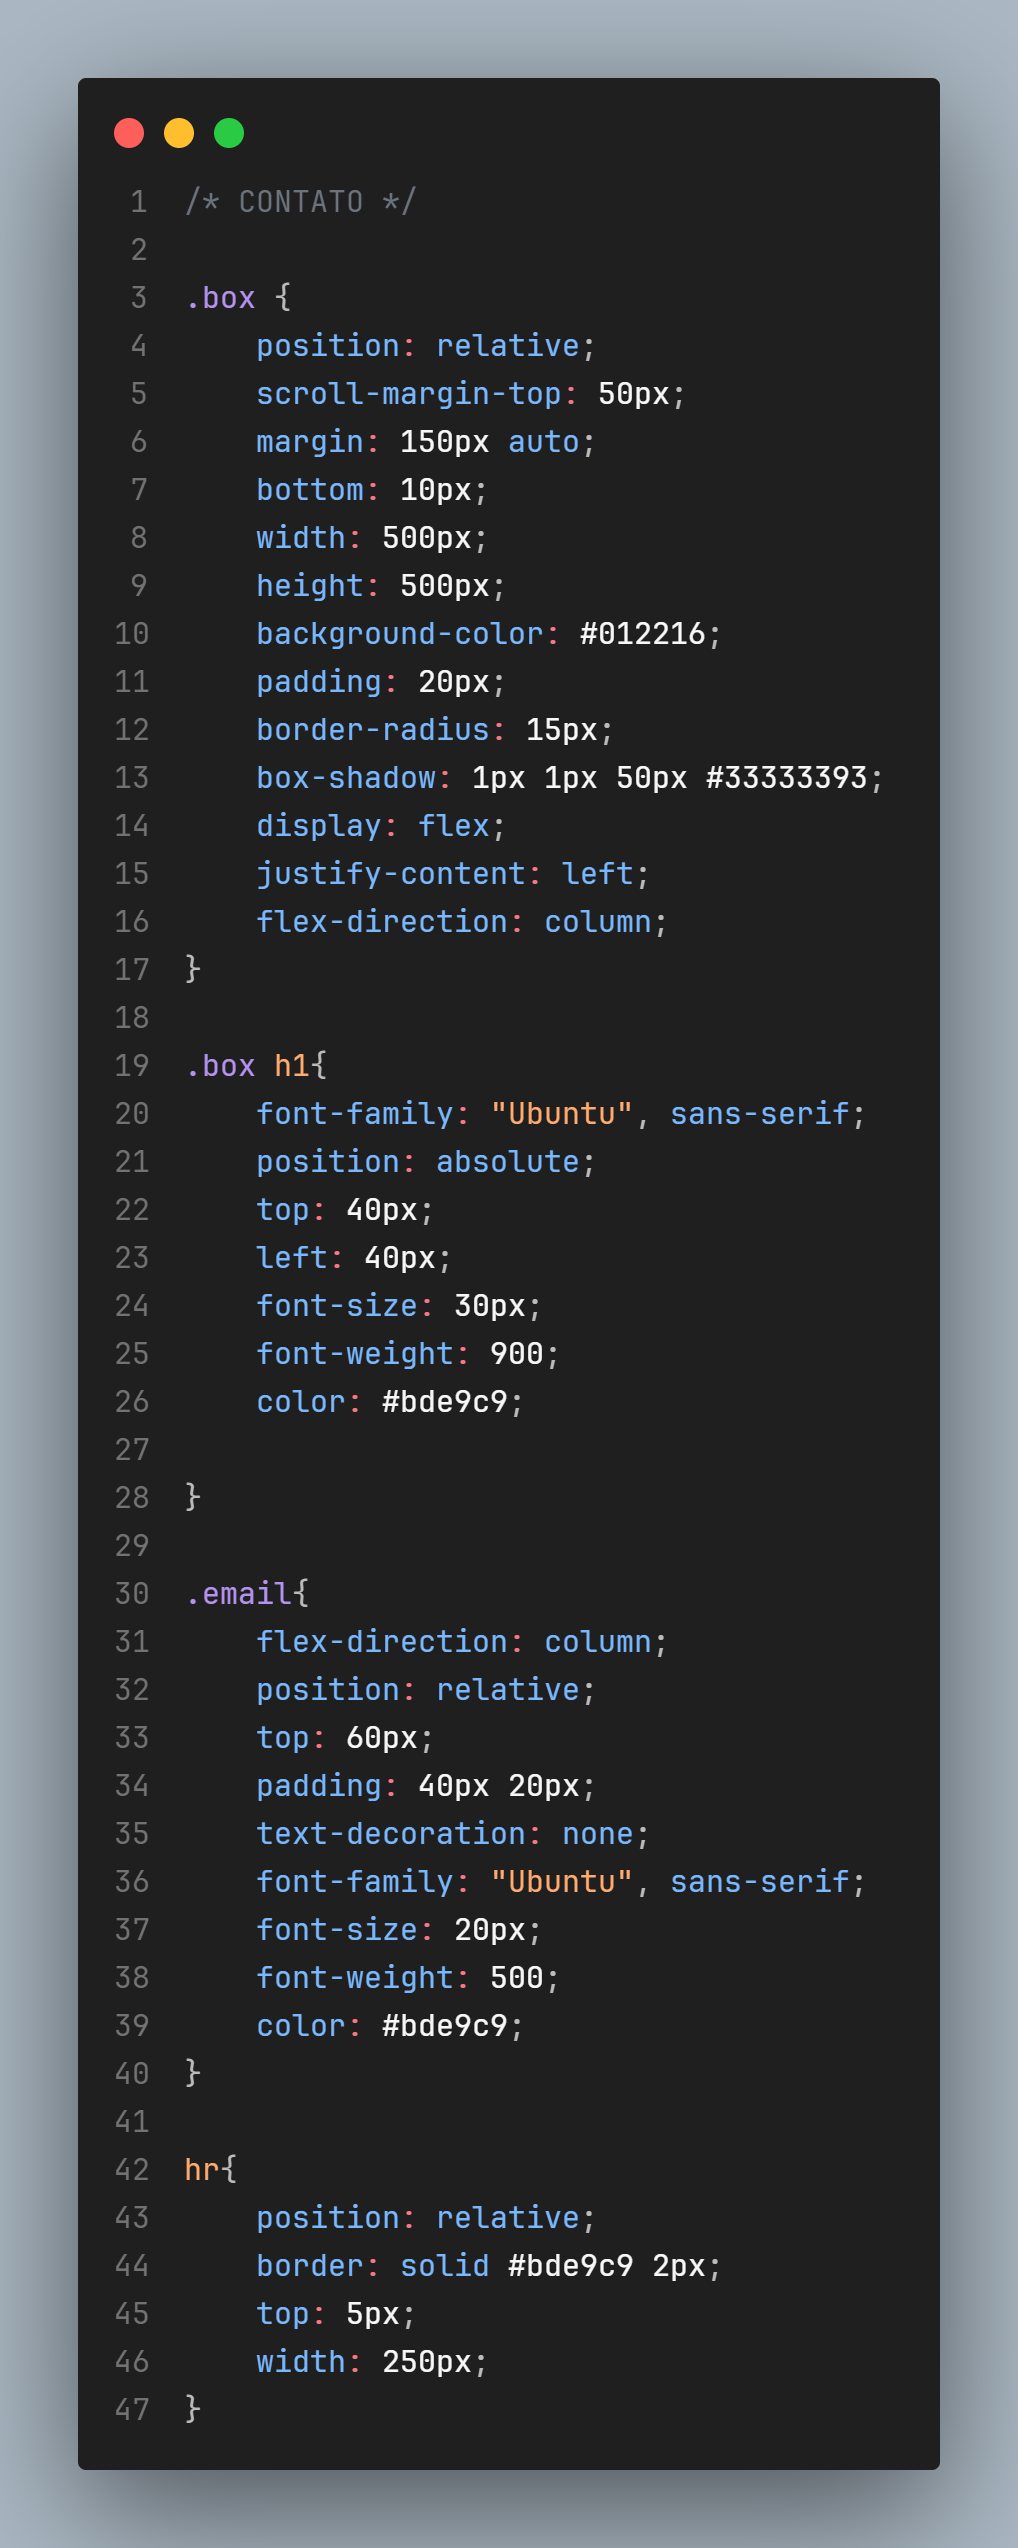 1 /* CONTATO */
2
3 .box {
4     position: relative;
5     scroll-margin-top: 50px;
6     margin: 150px auto;
7     bottom: 10px;
8     width: 500px;
9     height: 500px;
10     background-color: #012216;
11     padding: 20px;
12     border-radius: 15px;
13     box-shadow: 1px 1px 50px #33333393;
14     display: flex;
15     justify-content: left;
16     flex-direction: column;
17 }
18
19 .box h1{
20     font-family: "Ubuntu", sans-serif;
21     position: absolute;
22     top: 40px;
23     left: 40px;
24     font-size: 30px;
25     font-weight: 900;
26     color: #bde9c9;
27
28 }
29
30 .email{
31     flex-direction: column;
32     position: relative;
33     top: 60px;
34     padding: 40px 20px;
35     text-decoration: none;
36     font-family: "Ubuntu", sans-serif;
37     font-size: 20px;
38     font-weight: 500;
39     color: #bde9c9;
40 }
41
42 hr{
43     position: relative;
44     border: solid #bde9c9 2px;
45     top: 5px;
46     width: 250px;
47 }